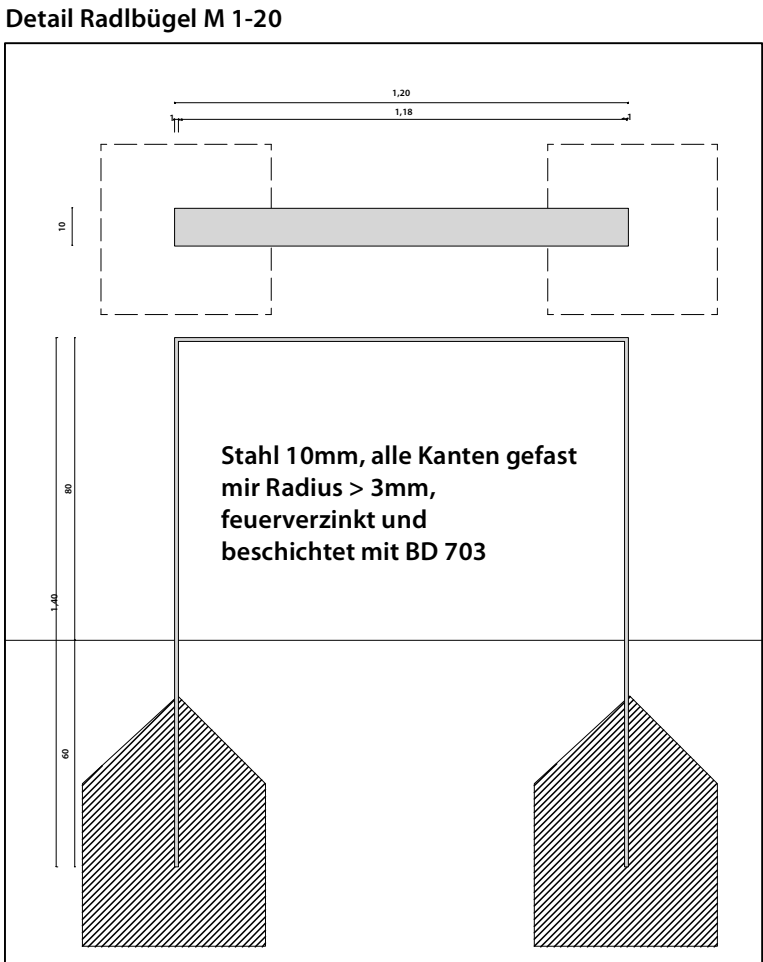 Detail Radlbügel M 1-20
1,20
1
1,18
1
10
Stahl 10mm, alle Kanten gefast
mir Radius > 3mm,
feuerverzinkt und
beschichtet mit BD 703
80
1,40
60